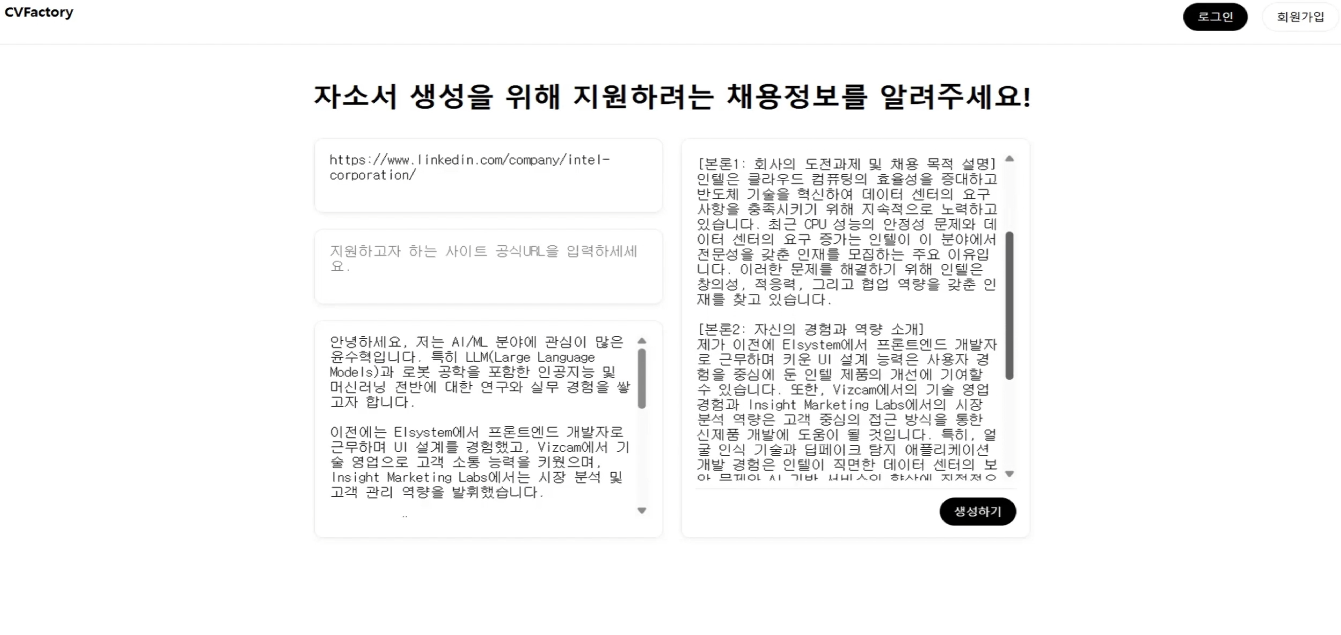 CVFactory
로그인
회원가입
자소서 생성을 위해 지원하려는 채용정보를 알려주세요!
https://www.linkedin.com/company/intel-
corporation/
지원하고자 하는 사이트 공식URL을 입력하세세
요.
안녕하세요, 저는 AI/ML 분야에 관심이 많은
윤수혁입니다. 특히 LLM(Large Language
Models)과 로봇 공학을 포함한 인공지능 및
머신러닝 전반에 대한 연구와 실무 경험을 쌓
고자 합니다.
이전에는 Elsystem에서 프론트엔드 개발자로
근무하며 UI 설계를 경험했고, Vizcam에서 기
술 영업으로 고객 소통 능력을 키웠으며,
Insight Marketing Labs에서는 시장 분석 및
고객 관리 역량을 발휘했습니다.
[본론1: 회사의 도전과제 및 채용 목적 설명]
인텔은 클라우드 컴퓨팅의 효율성을 증대하고
반도체 기술을 혁신하여 데이터 센터의 요구
사항을 충족시키기 위해 지속적으로 노력하고
있습니다. 최근 CPU 성능의 안정성 문제와 데
이터 센터의 요구 증가는 인텔이 이 분야에서
전문성을 갖춘 인재를 모집하는 주요 이유입
니다. 이러한 문제를 해결하기 위해 인텔은
창의성, 적응력, 그리고 협업 역량을 갖춘 인
재를 찾고 있습니다.
[본론2: 자신의 경험과 역량 소개]
제가 이전에 Elsystem에서 프론트엔드 개발자
로 근무하며 키운 UI 설계 능력은 사용자 경
험을 중심에 둔 인텔 제품의 개선에 기여할
수 있습니다. 또한, Vizcam에서의 기술 영업
경험과 Insight Marketing Labs에서의 시장
분석 역량은 고객 중심의 접근 방식을 통한
신제품 개발에 도움이 될 것입니다. 특히, 얼
굴 인식 기술과 딥페이크 탐지 애플리케이션
개발 경험은 인텔이 직면한 데이터 센터의 보
안 문제와 AI 기반 서비스의 향상에 직접적으
생성하기